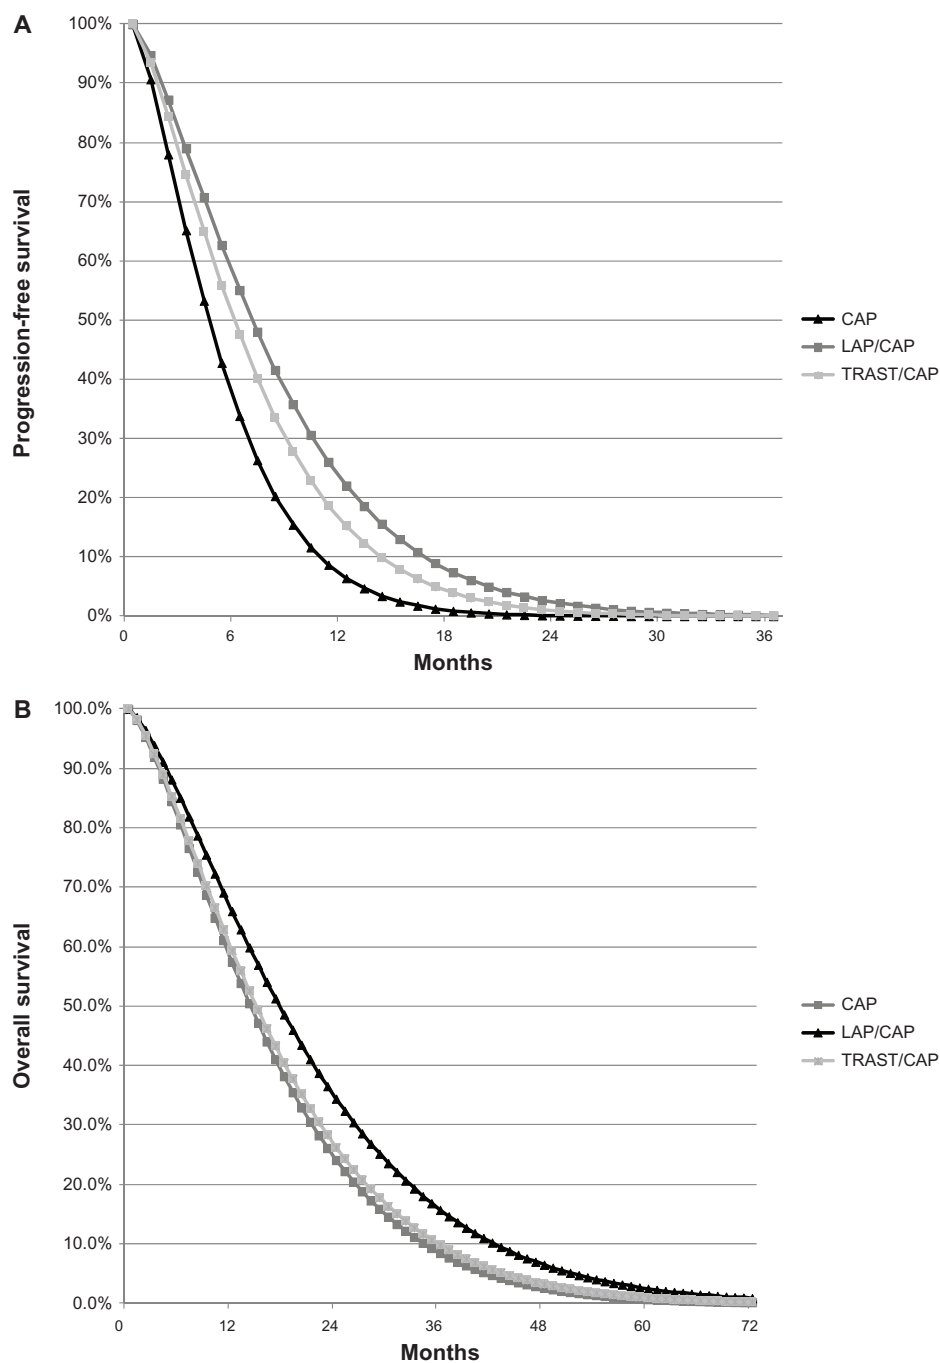 A
100%
90%
80%
70%
60%
50%
40%
30%
20%
10%
0%
Progression-free survival
0 6 12 18 24 30 36
Months
CAP
LAP/CAP
TRAST/CAP
B
100.0%
90.0%
80.0%
70.0%
60.0%
50.0%
40.0%
30.0%
20.0%
10.0%
0.0%
Overall survival
0 12 24 36 48 60 72
Months
CAP
LAP/CAP
TRAST/CAP